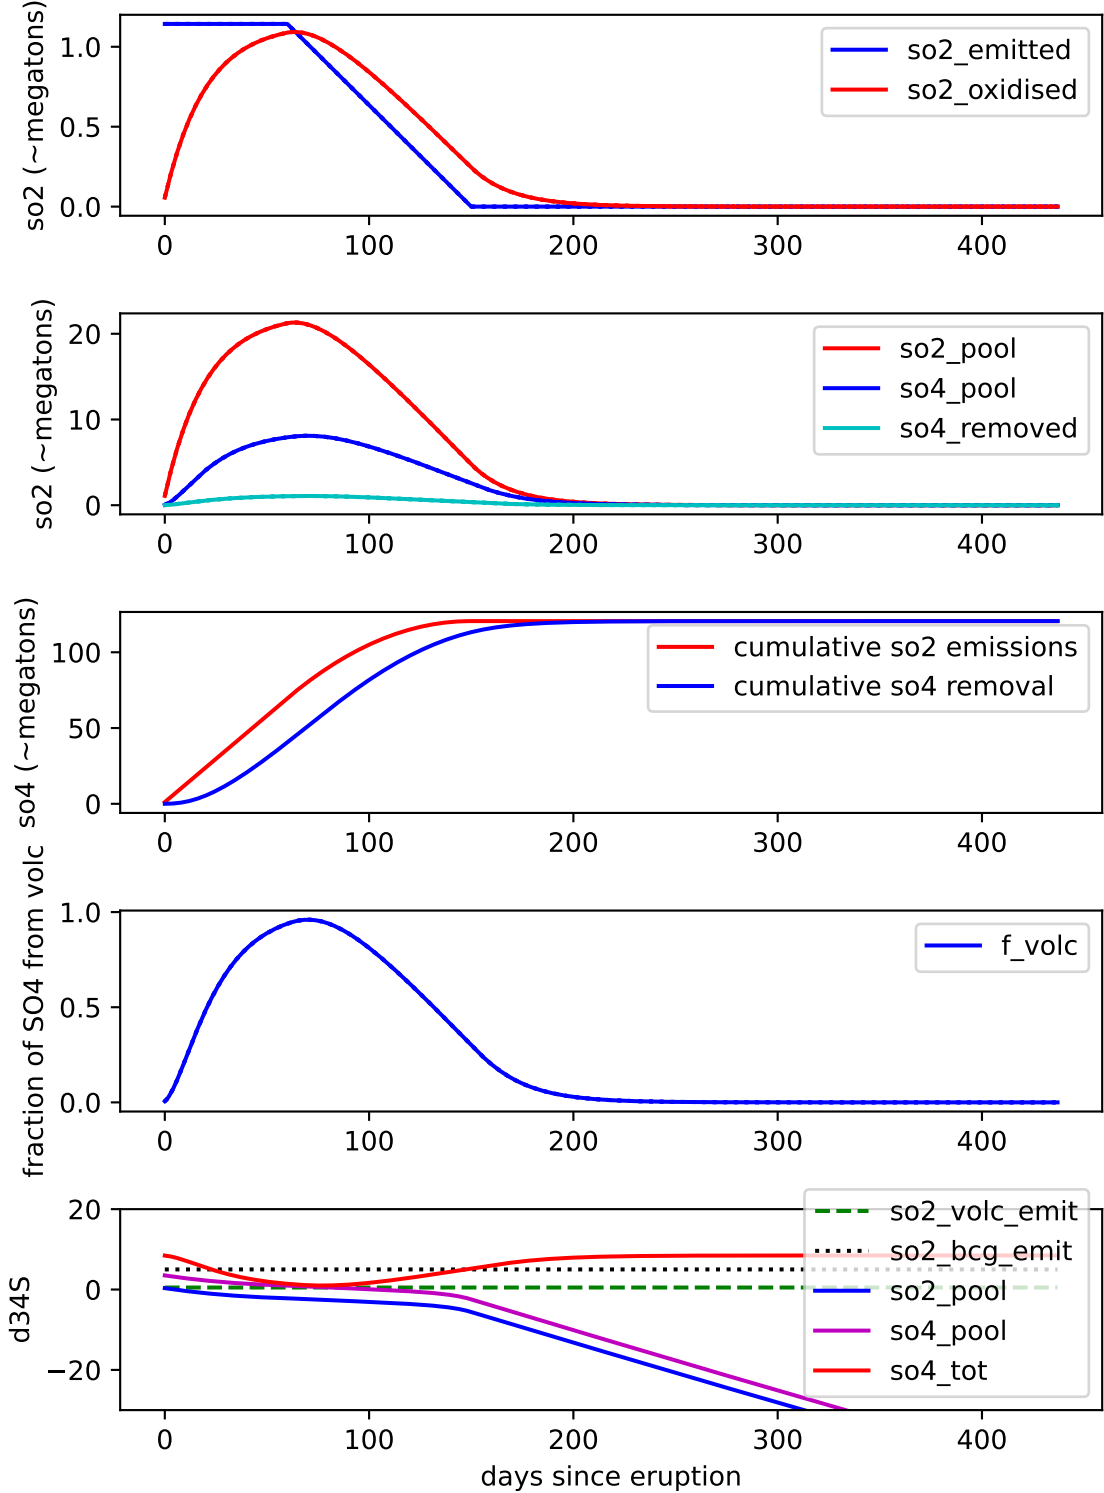 so2 (~megatons)
1.0
0.5
0.0
so2_emitted
so2_oxidised
0 100 200 300 400
so2 (~megatons)
20
10
0
so2_pool
so4_pool
so4_removed
0 100 200 300 400
so4 (~megatons)
100
50
0
cumulative so2 emissions
cumulative so4 removal
0 100 200 300 400
fraction of SO4 from volc
1.0
0.5
0.0
f_volc
0 100 200 300 400
d34S
20
0
−20
so2_volc_emit
so2_bcg_emit
so2_pool
so4_pool
so4_tot
0 100 200 300 400
days since eruption